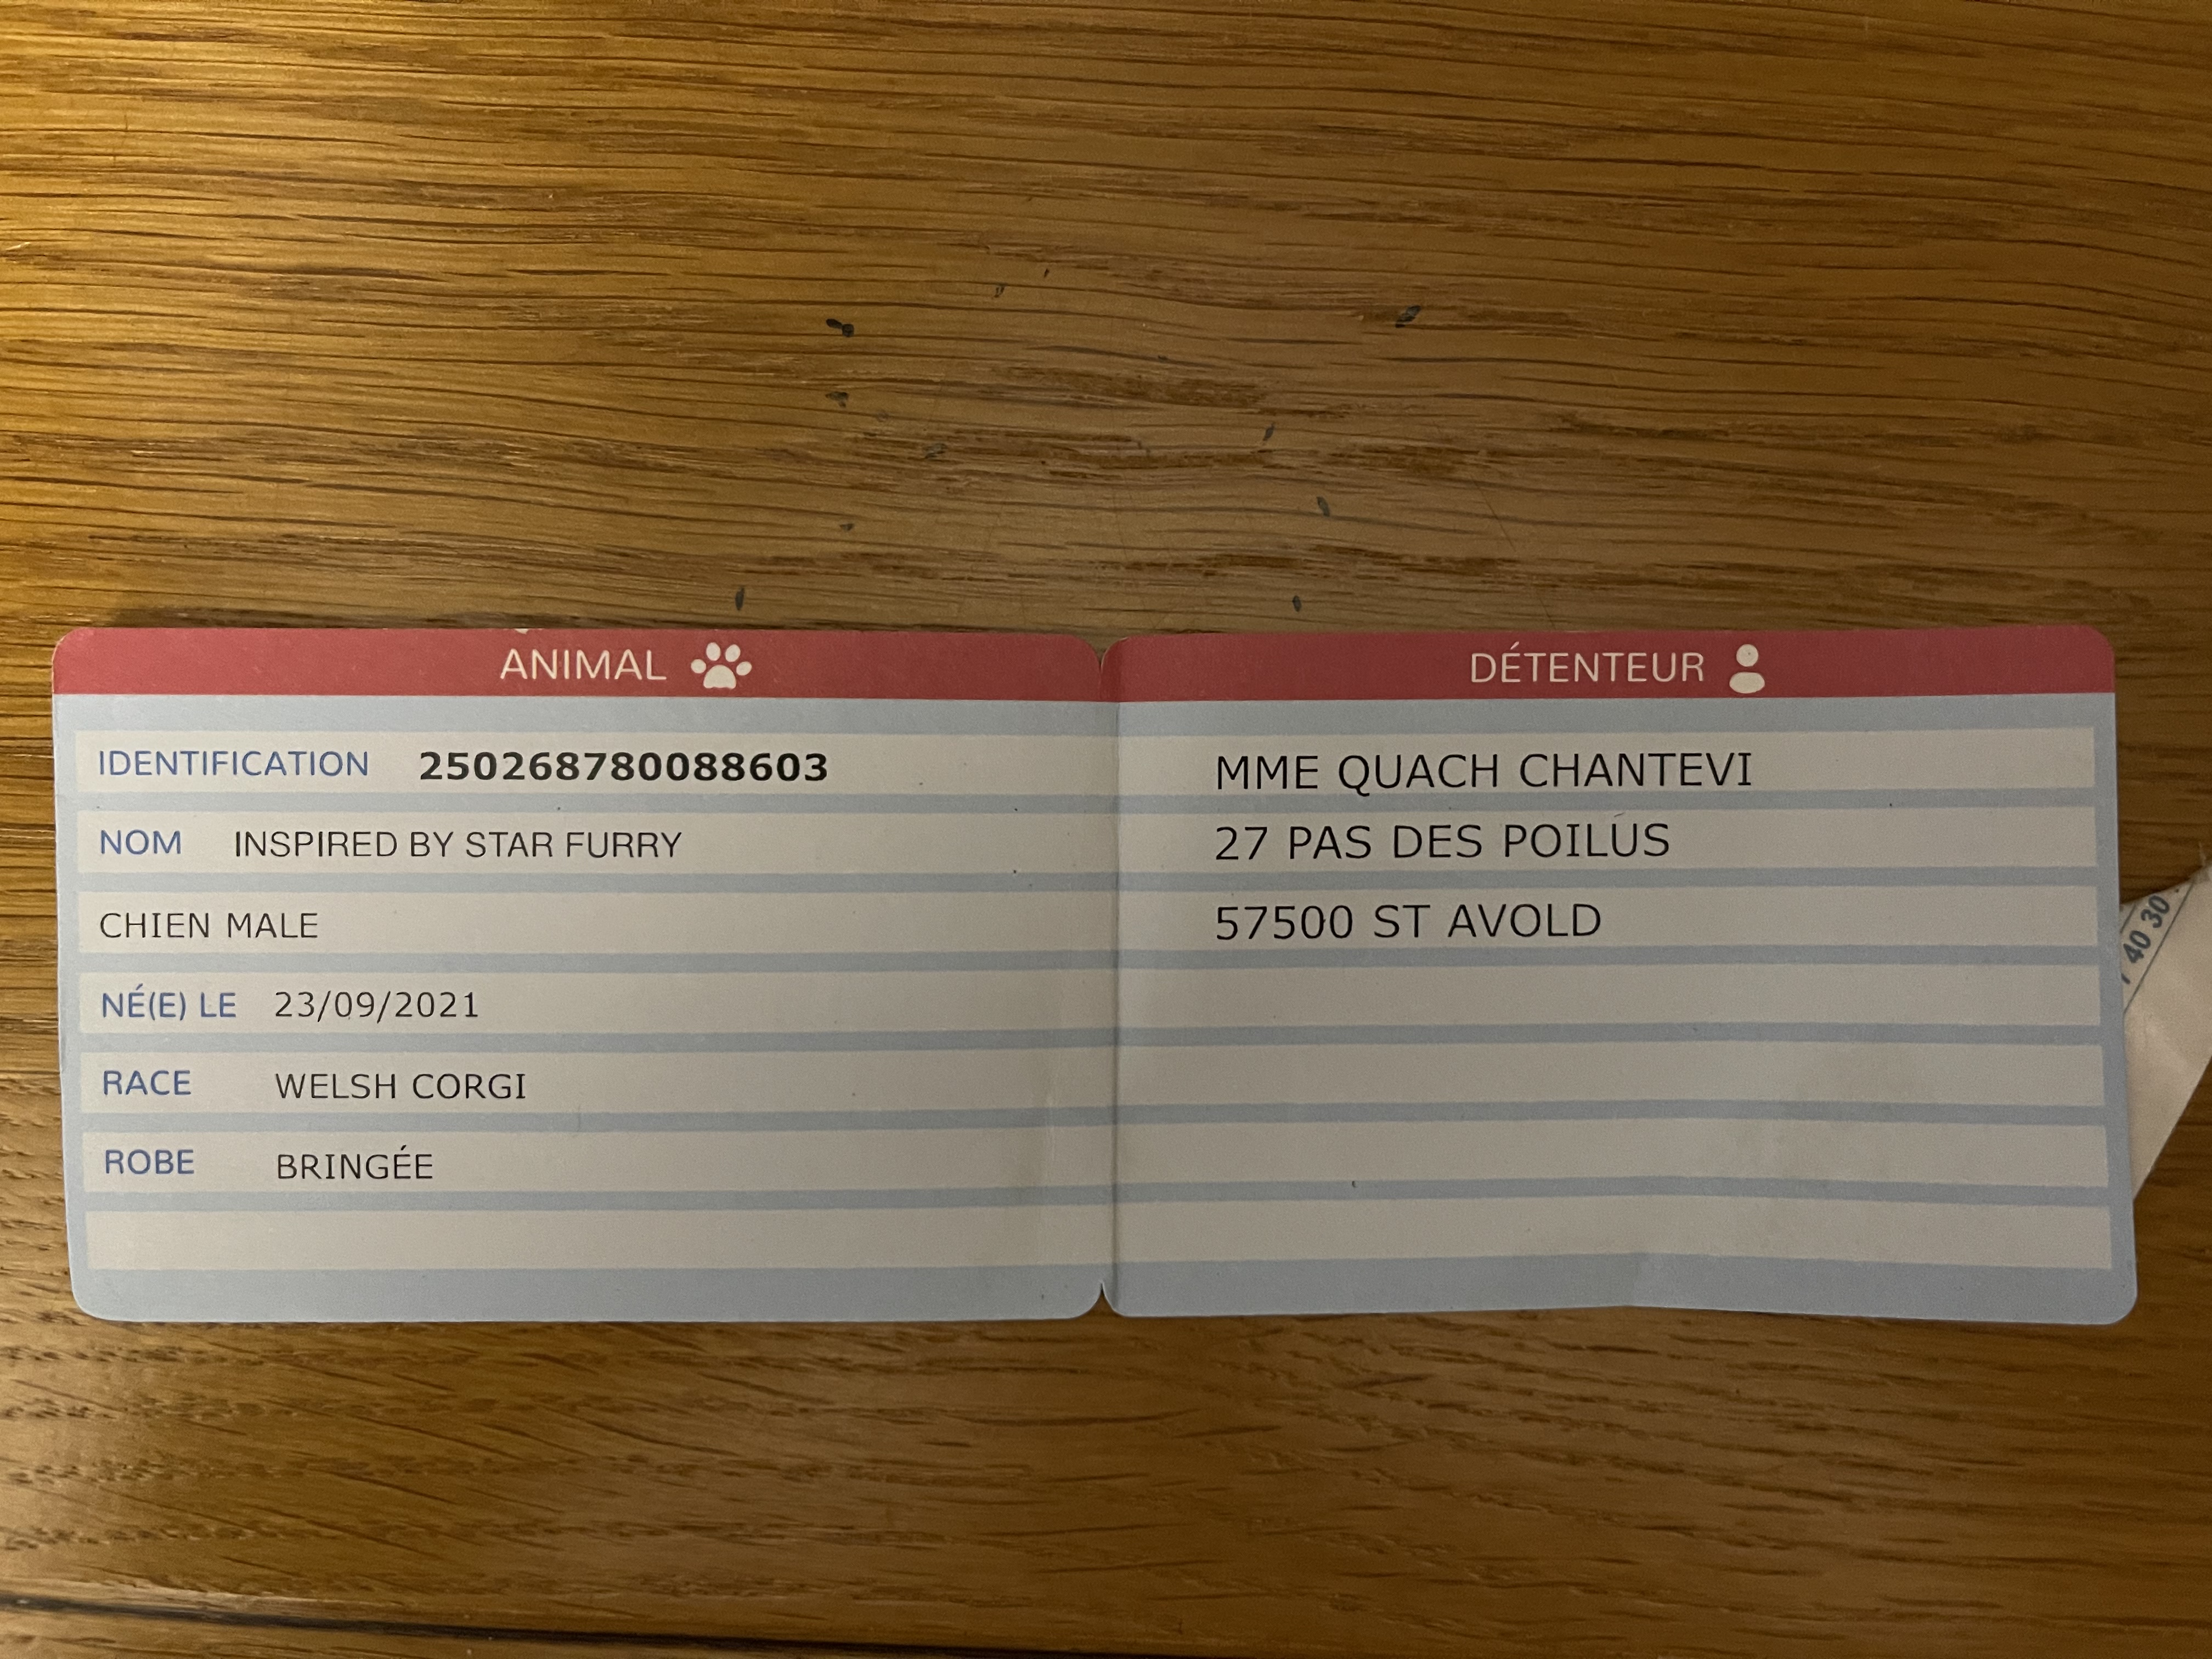 ANIMAL
IDENTIFICATION 250268780088603
NOM INSPIRED BY STAR FURRY
CHIEN MALE
NÉ(E) LE 23/09/2021
RACE WELSH CORGI
ROBE BRINGÉE
DÉTENTEUR
MME QUACH CHANTEVI
27 PAS DES POILUS
57500 ST AVOLD
40 30